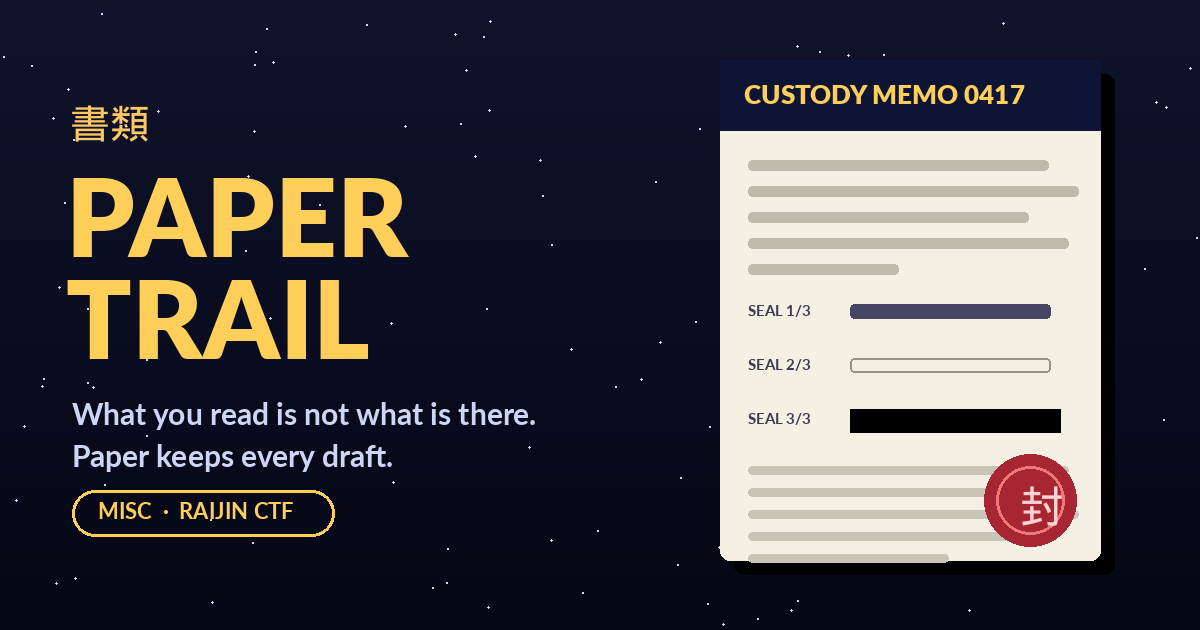 書類
PAPER
TRAIL
What you read is not what is there.
Paper keeps every draft.
MISC · RAIJIN CTF
CUSTODY MEMO 0417
SEAL 1/3
SEAL 2/3
SEAL 3/3
封